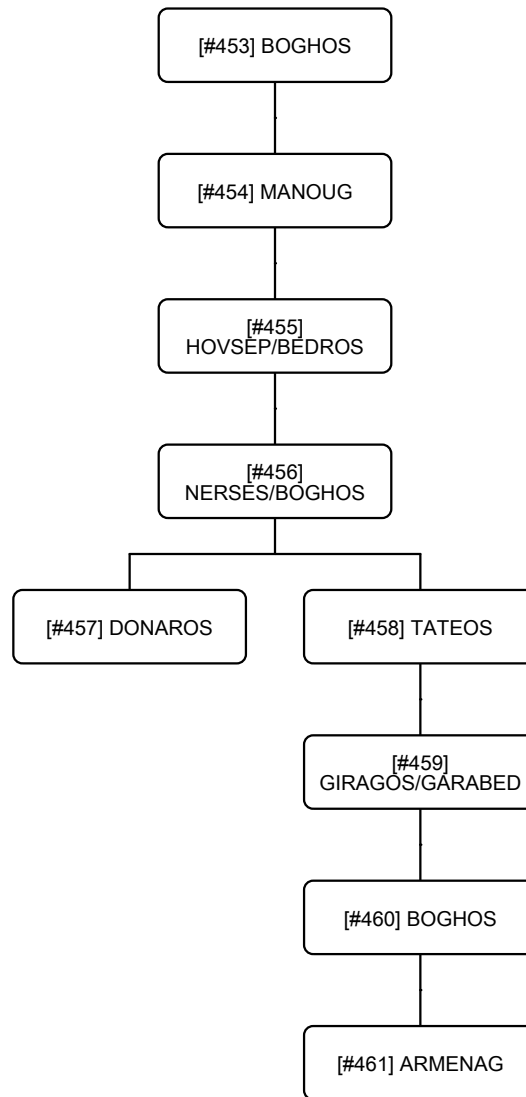 [#453] BOGHOS
[#454] MANOUG
[#455]
HOVSEP/BEDROS
[#456]
NERSES/BOGHOS
[#457] DONAROS
[#458] TATEOS
[#459]
GIRAGOS/GARABED
[#460] BOGHOS
[#461] ARMENAG